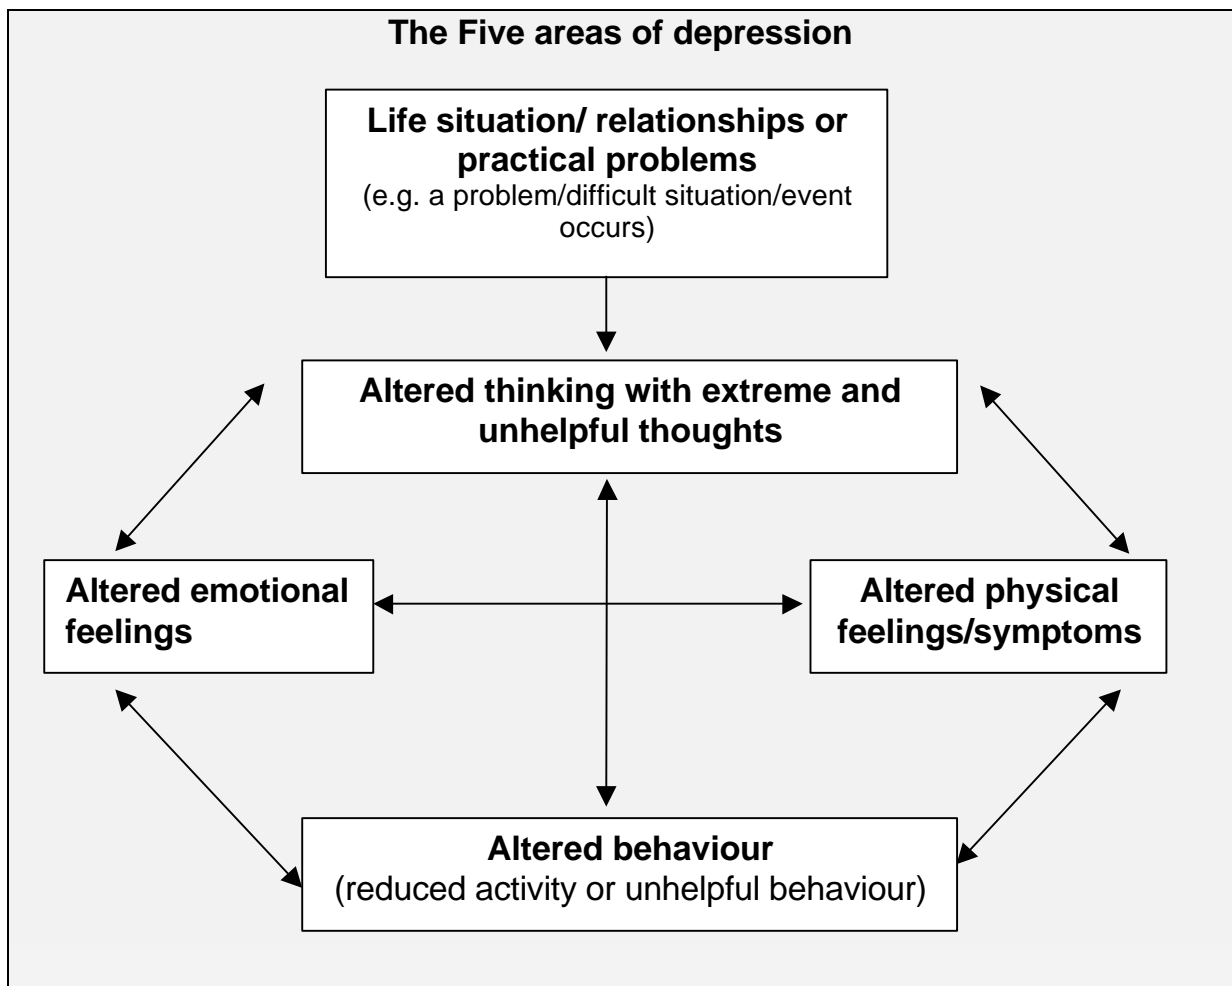 The Five areas of depression
Life situation/ relationships or
practical problems
(e.g. a problem/difficult situation/event
occurs)
Altered thinking with extreme and
unhelpful thoughts
Altered emotional
feelings
Altered physical
feelings/symptoms
Altered behaviour
(reduced activity or unhelpful behaviour)